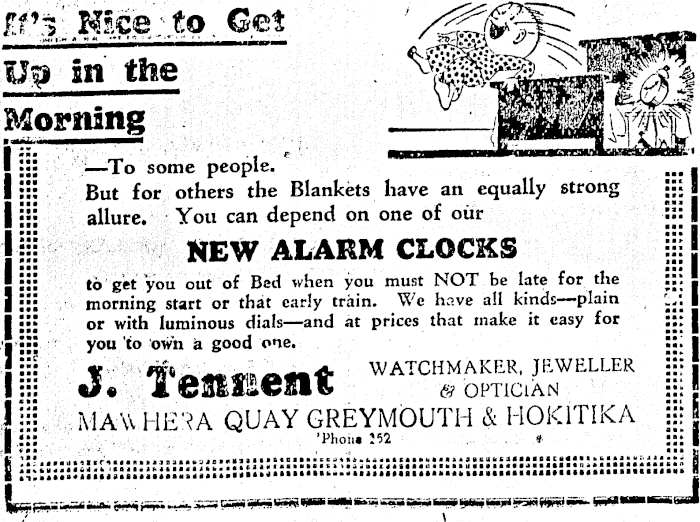 It's Nice to Get
Up in the
Morning
—To some people.
But for others the Blankets have an equally strong
allure. You can depend on one of our
NEW ALARM CLOCKS
to get you out of Bed when you must NOT be late for the
morning start or that early train. We have all kinds—plain
or with luminous dials—and at prices that make it easy for
you to own a good one.
J. Tennent
WATCHMAKER, JEWELLER
& OPTICIAN
MAWHERA QUAY GREYMOUTH & HOKITIKA
'Phone 252